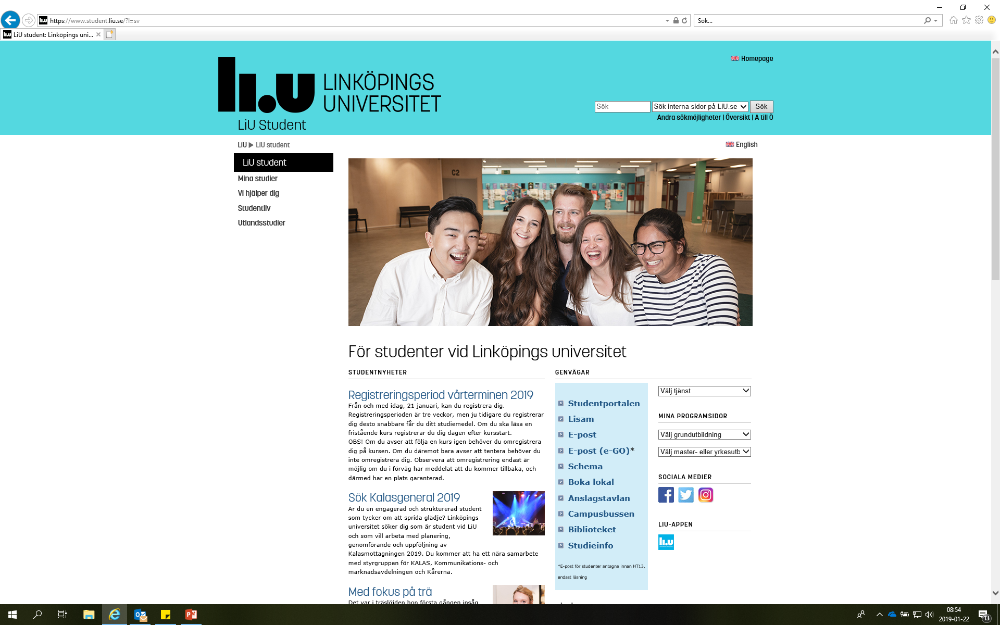 https://www.student.liu.se/?l=sv
Sök...
LiU student: Linköpings uni...
Homepage
li.u LINKÖPINGS
UNIVERSITET
LiU Student
Sök
Sök interna sidor på LiU.se
Sök
Andra sökmöjligheter | Översikt | A till Ö
LiU ▶ LiU student
English
LiU student
Mina studier
Vi hjälper dig
Studentliv
Utlandsstudier
C2
För studenter vid Linköpings universitet
STUDENTNYHETER
Registreringsperiod vårterminen 2019
Från och med idag, 21 januari, kan du registrera dig.
Registreringsperioden är tre veckor, men ju tidigare du registrerar
dig desto snabbare får du ditt studiemedel. Om du ska läsa en
fristående kurs registrerar du dig dagen efter kursstart.
OBS! Om du avser att följa en kurs igen behöver du omregistrera
dig på kursen. Om du däremot bara avser att tentera behöver du
inte omregistrera dig. Observera att omregistrering endast är
möjlig om du i förväg har meddelat att du kommer tillbaka, och
därmed har en plats garanterad.
Sök Kalasgeneral 2019
Är du en engagerad och strukturerad student
som tycker om att sprida glädje? Linköpings
universitet söker dig som är student vid LiU
och som vill arbeta med planering,
genomförande och uppföljning av
Kalasmottagningen 2019. Du kommer att ha ett nära samarbete
med styrgruppen för KALAS, Kommunikations- och
marknadsavdelningen och Kårerna.
Med fokus på trä
Det var i träslöjden hon första gången insåg
GENVÄGAR
Studentportalen
Lisam
E-post
E-post (e-GO)*
Schema
Boka lokal
Anslagstavlan
Campusbussen
Biblioteket
Studieinfo
*E-post för studenter antagna innan HT13,
endast läsning
Välj tjänst
MINA PROGRAMSIDOR
Välj grundutbildning
Välj master- eller yrkesutb
SOCIALA MEDIER
LIU-APPEN
li.u
08:54
2019-01-22
13